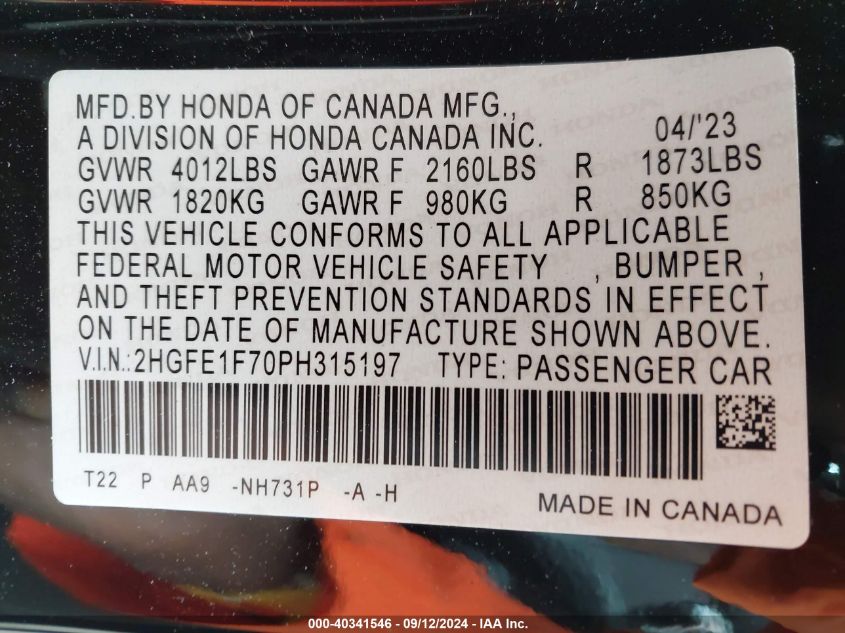 MFD.BY HONDA OF CANADA MFG.,
A DIVISION OF HONDA CANADA INC. 04/'23
GVWR 4012LBS GAWR F 2160LBS R 1873LBS
GVWR 1820KG GAWR F 980KG R 850KG
THIS VEHICLE CONFORMS TO ALL APPLICABLE
FEDERAL MOTOR VEHICLE SAFETY , BUMPER ,
AND THEFT PREVENTION STANDARDS IN EFFECT
ON THE DATE OF MANUFACTURE SHOWN ABOVE.
V.I.N.: 2HGFE1F70PH315197 TYPE: PASSENGER CAR
T22 P AA9 -NH731P -A -H
MADE IN CANADA
000-40341546 - 09/12/2024 - IAA Inc.